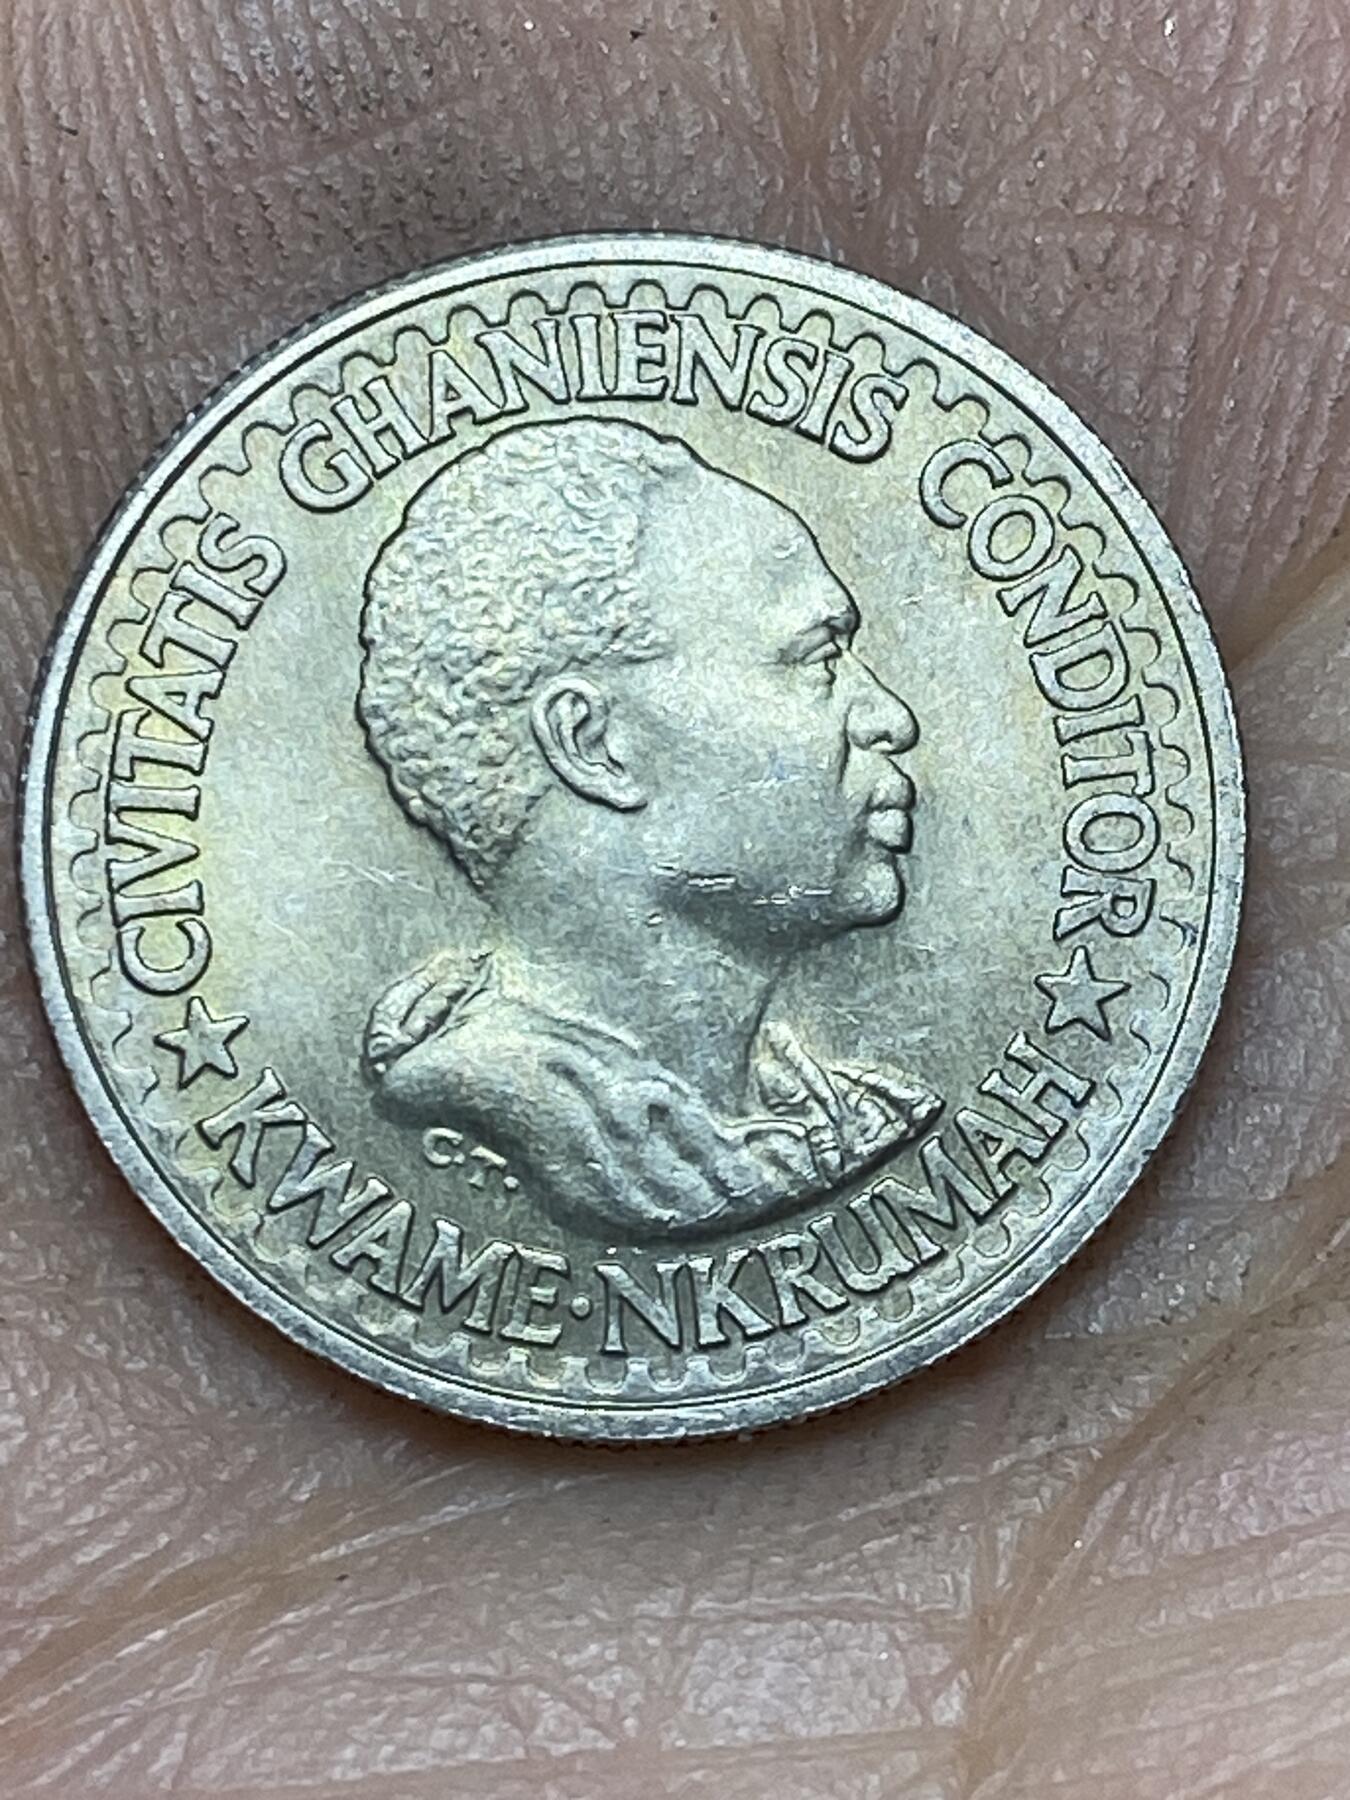 CIVITATIS GHANIENSIS CONDITOR
C.T.
KWAME·NKRUMAH